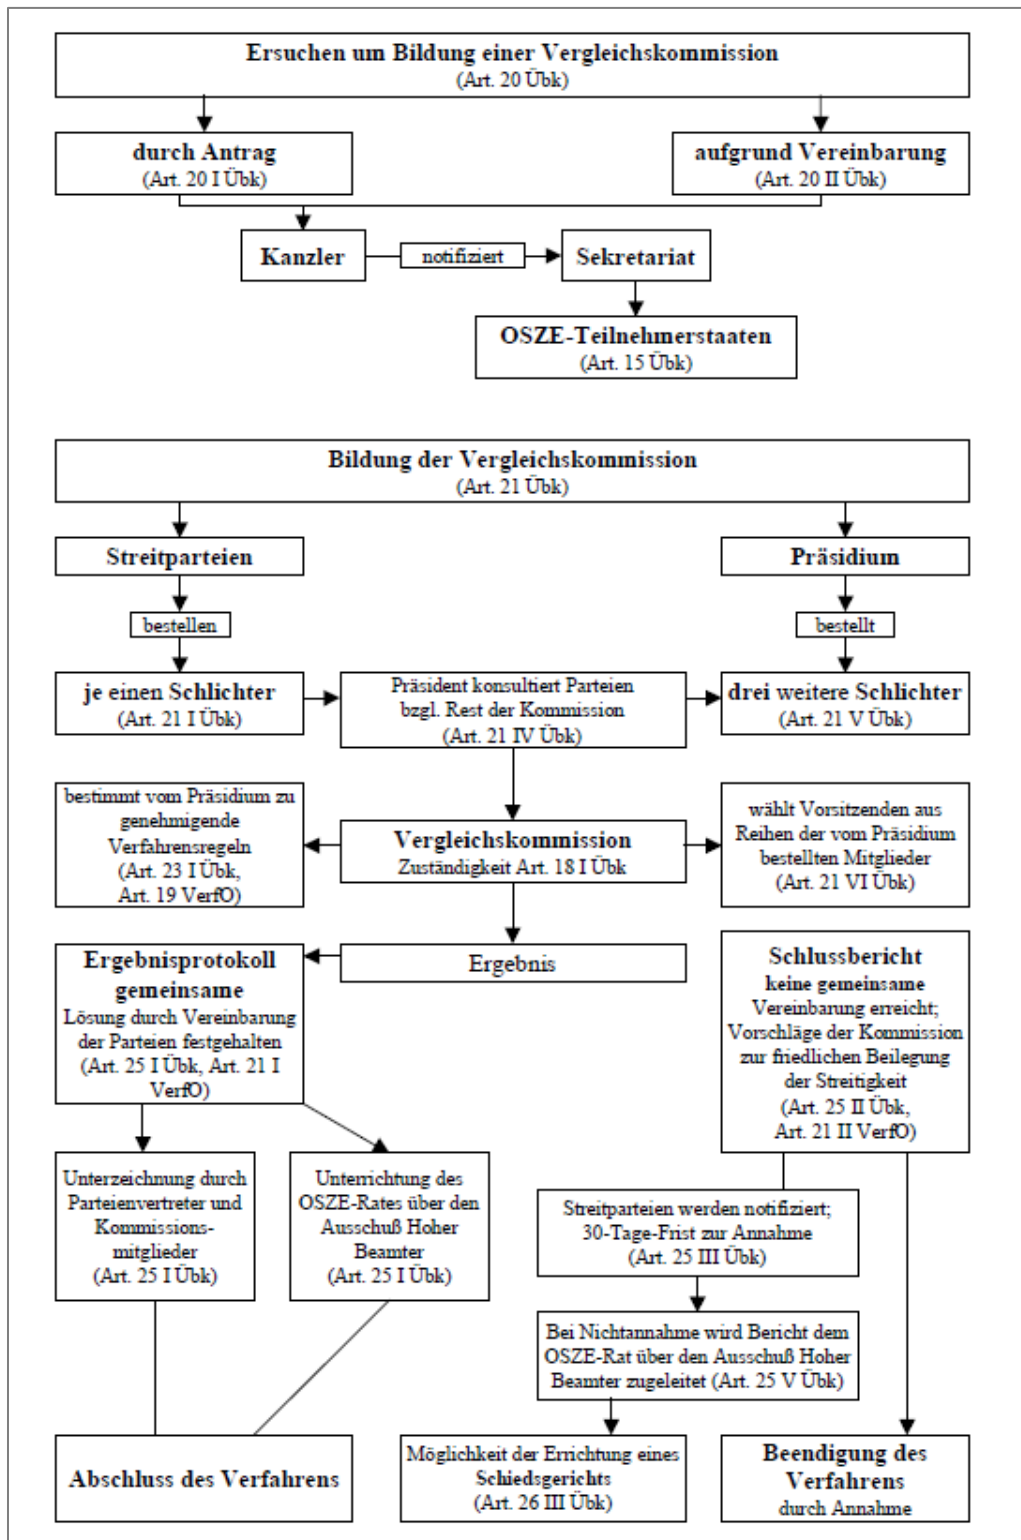 Ersuchen um Bildung einer Vergleichskommission
(Art. 20 Übk)
durch Antrag
(Art. 20 I Übk)
aufgrund Vereinbarung
(Art. 20 II Übk)
Kanzler
notifiziert
Sekretariat
OSZE-Teilnehmerstaaten
(Art. 15 Übk)
Bildung der Vergleichskommission
(Art. 21 Übk)
Streitparteien
Präsidium
bestellen
bestellt
je einen Schlichter
(Art. 21 I Übk)
Präsident konsultiert Parteien
bzgl. Rest der Kommission
(Art. 21 IV Übk)
drei weitere Schlichter
(Art. 21 V Übk)
bestimmt vom Präsidium zu
genehmigende
Verfahrensregeln
(Art. 23 I Übk,
Art. 19 VerfO)
Vergleichskommission
Zuständigkeit Art. 18 I Übk
wählt Vorsitzenden aus
Reihen der vom Präsidium
bestellten Mitglieder
(Art. 21 VI Übk)
Ergebnisprotokoll
gemeinsame
Lösung durch Vereinbarung
der Parteien festgehalten
(Art. 25 I Übk, Art. 21 I
VerfO)
Ergebnis
Schlussbericht
keine gemeinsame
Vereinbarung erreicht;
Vorschläge der Kommission
zur friedlichen Beilegung
der Streitigkeit
(Art. 25 II Übk,
Art. 21 II VerfO)
Unterzeichnung durch
Parteienvertreter und
Kommissions-
mitglieder
(Art. 25 I Übk)
Unterrichtung des
OSZE-Rates über den
Ausschuß Hoher
Beamter
(Art. 25 I Übk)
Streitparteien werden notifiziert;
30-Tage-Frist zur Annahme
(Art. 25 III Übk)
Bei Nichtannahme wird Bericht dem
OSZE-Rat über den Ausschuß Hoher
Beamter zugeleitet (Art. 25 V Übk)
Abschluss des Verfahrens
Möglichkeit der Errichtung eines
Schiedsgerichts
(Art. 26 III Übk)
Beendigung des
Verfahrens
durch Annahme